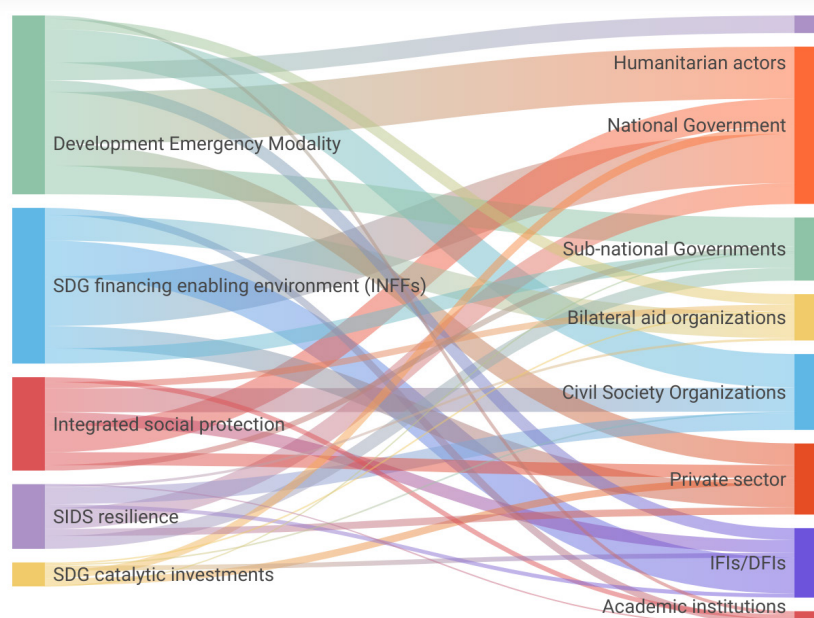 Humanitarian actors
National Government
Development Emergency Modality
Sub-national Governments
SDG financing enabling environment (INFFs)
Bilateral aid organizations
Civil Society Organizations
Integrated social protection
Private sector
SIDS resilience
IFIs/DFIs
SDG catalytic investments
Academic institutions